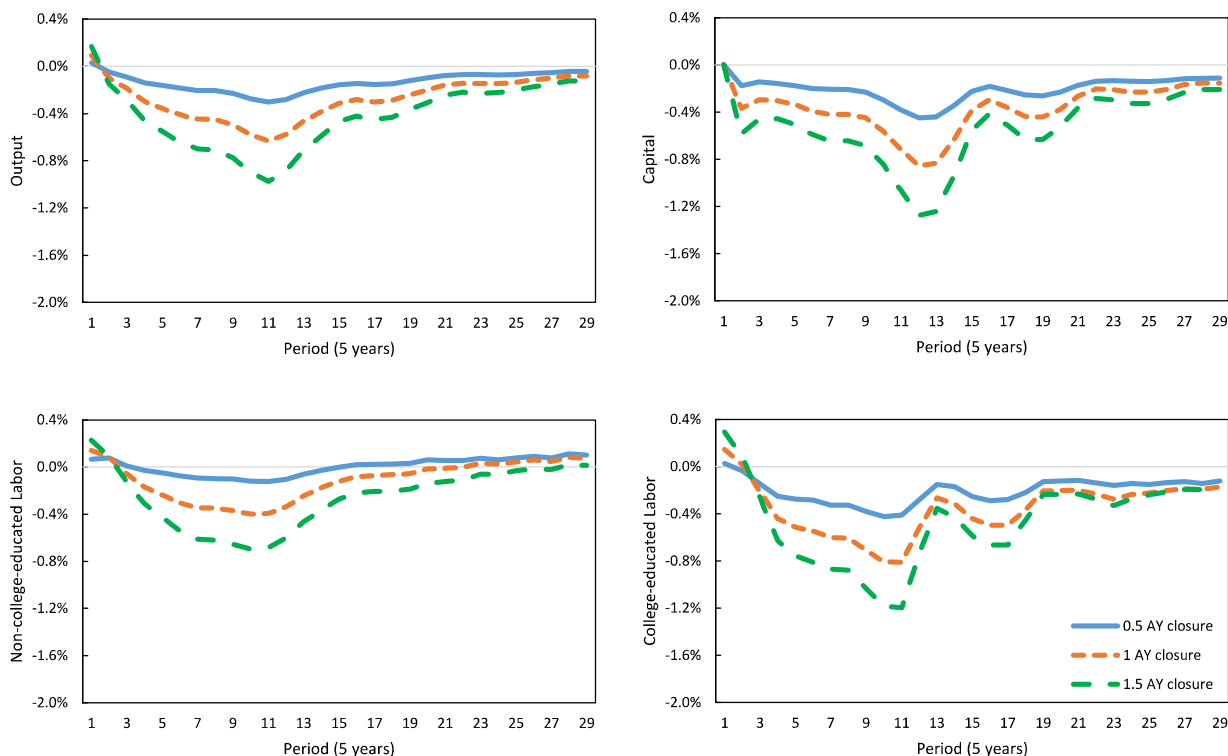 Output
0.4%
0.0%
-0.4%
-0.8%
-1.2%
-1.6%
-2.0%
1 3 5 7 9 11 13 15 17 19 21 23 25 27 29
Period (5 years)
Capital
0.4%
0.0%
-0.4%
-0.8%
-1.2%
-1.6%
-2.0%
1 3 5 7 9 11 13 15 17 19 21 23 25 27 29
Period (5 years)
Non-college-educated Labor
0.4%
0.0%
-0.4%
-0.8%
-1.2%
-1.6%
-2.0%
1 3 5 7 9 11 13 15 17 19 21 23 25 27 29
Period (5 years)
College-educated Labor
0.4%
0.0%
-0.4%
-0.8%
-1.2%
-1.6%
-2.0%
0.5 AY closure
1 AY closure
1.5 AY closure
1 3 5 7 9 11 13 15 17 19 21 23 25 27 29
Period (5 years)